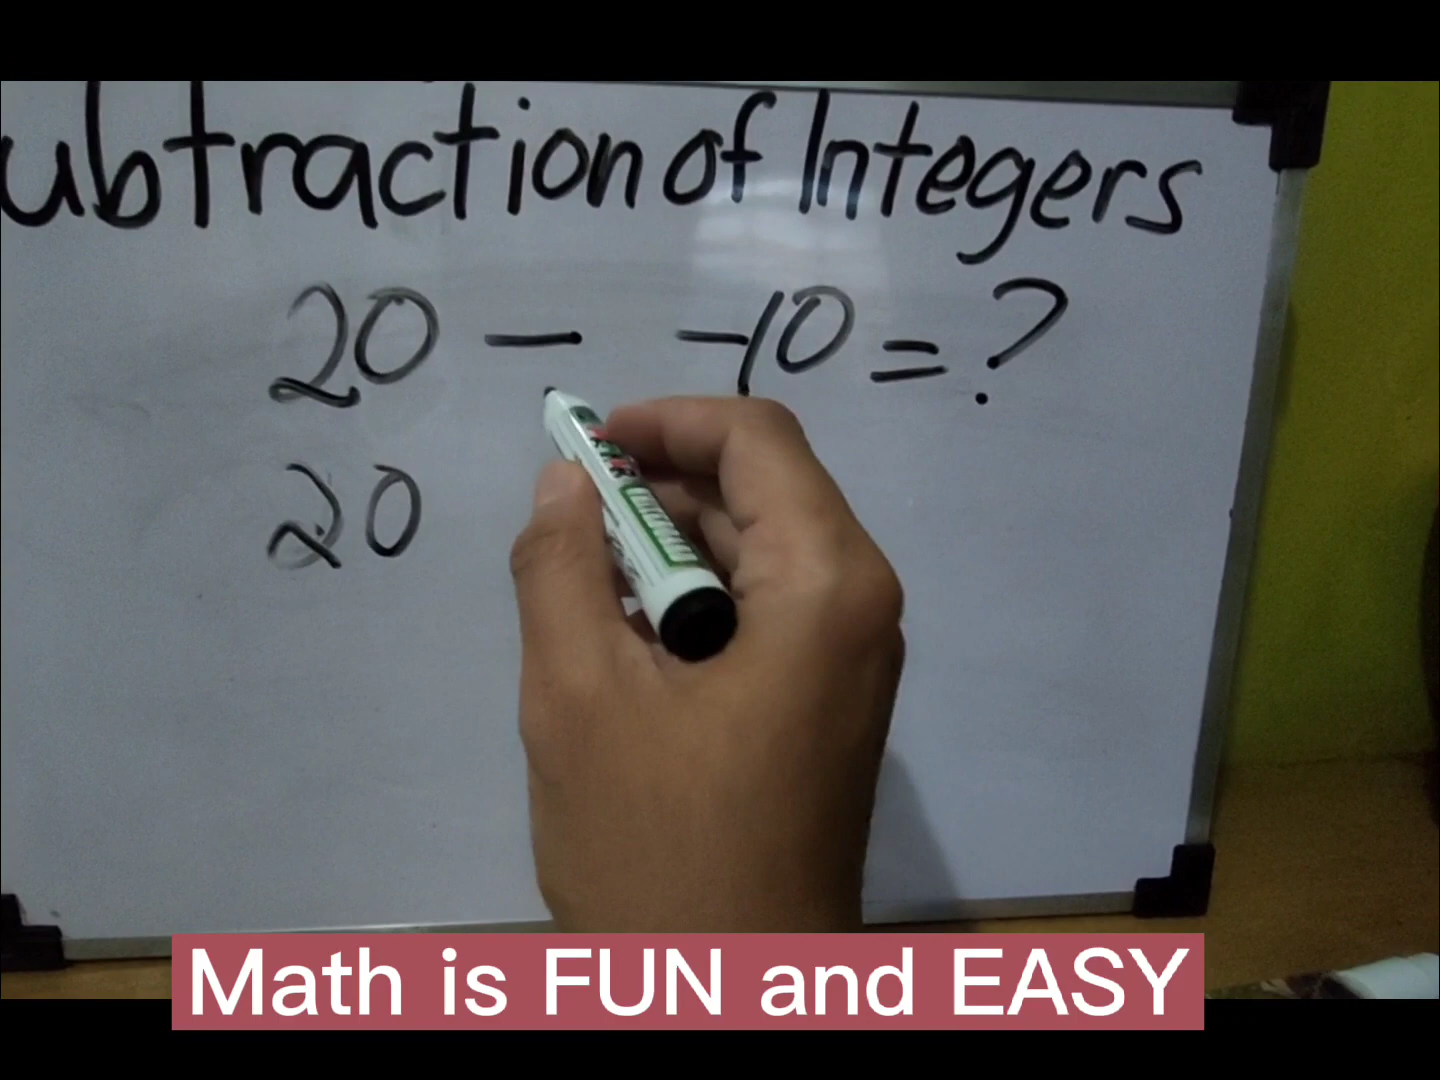 ubtraction of Integers
20 — -10 = ?
20
Math is FUN and EASY